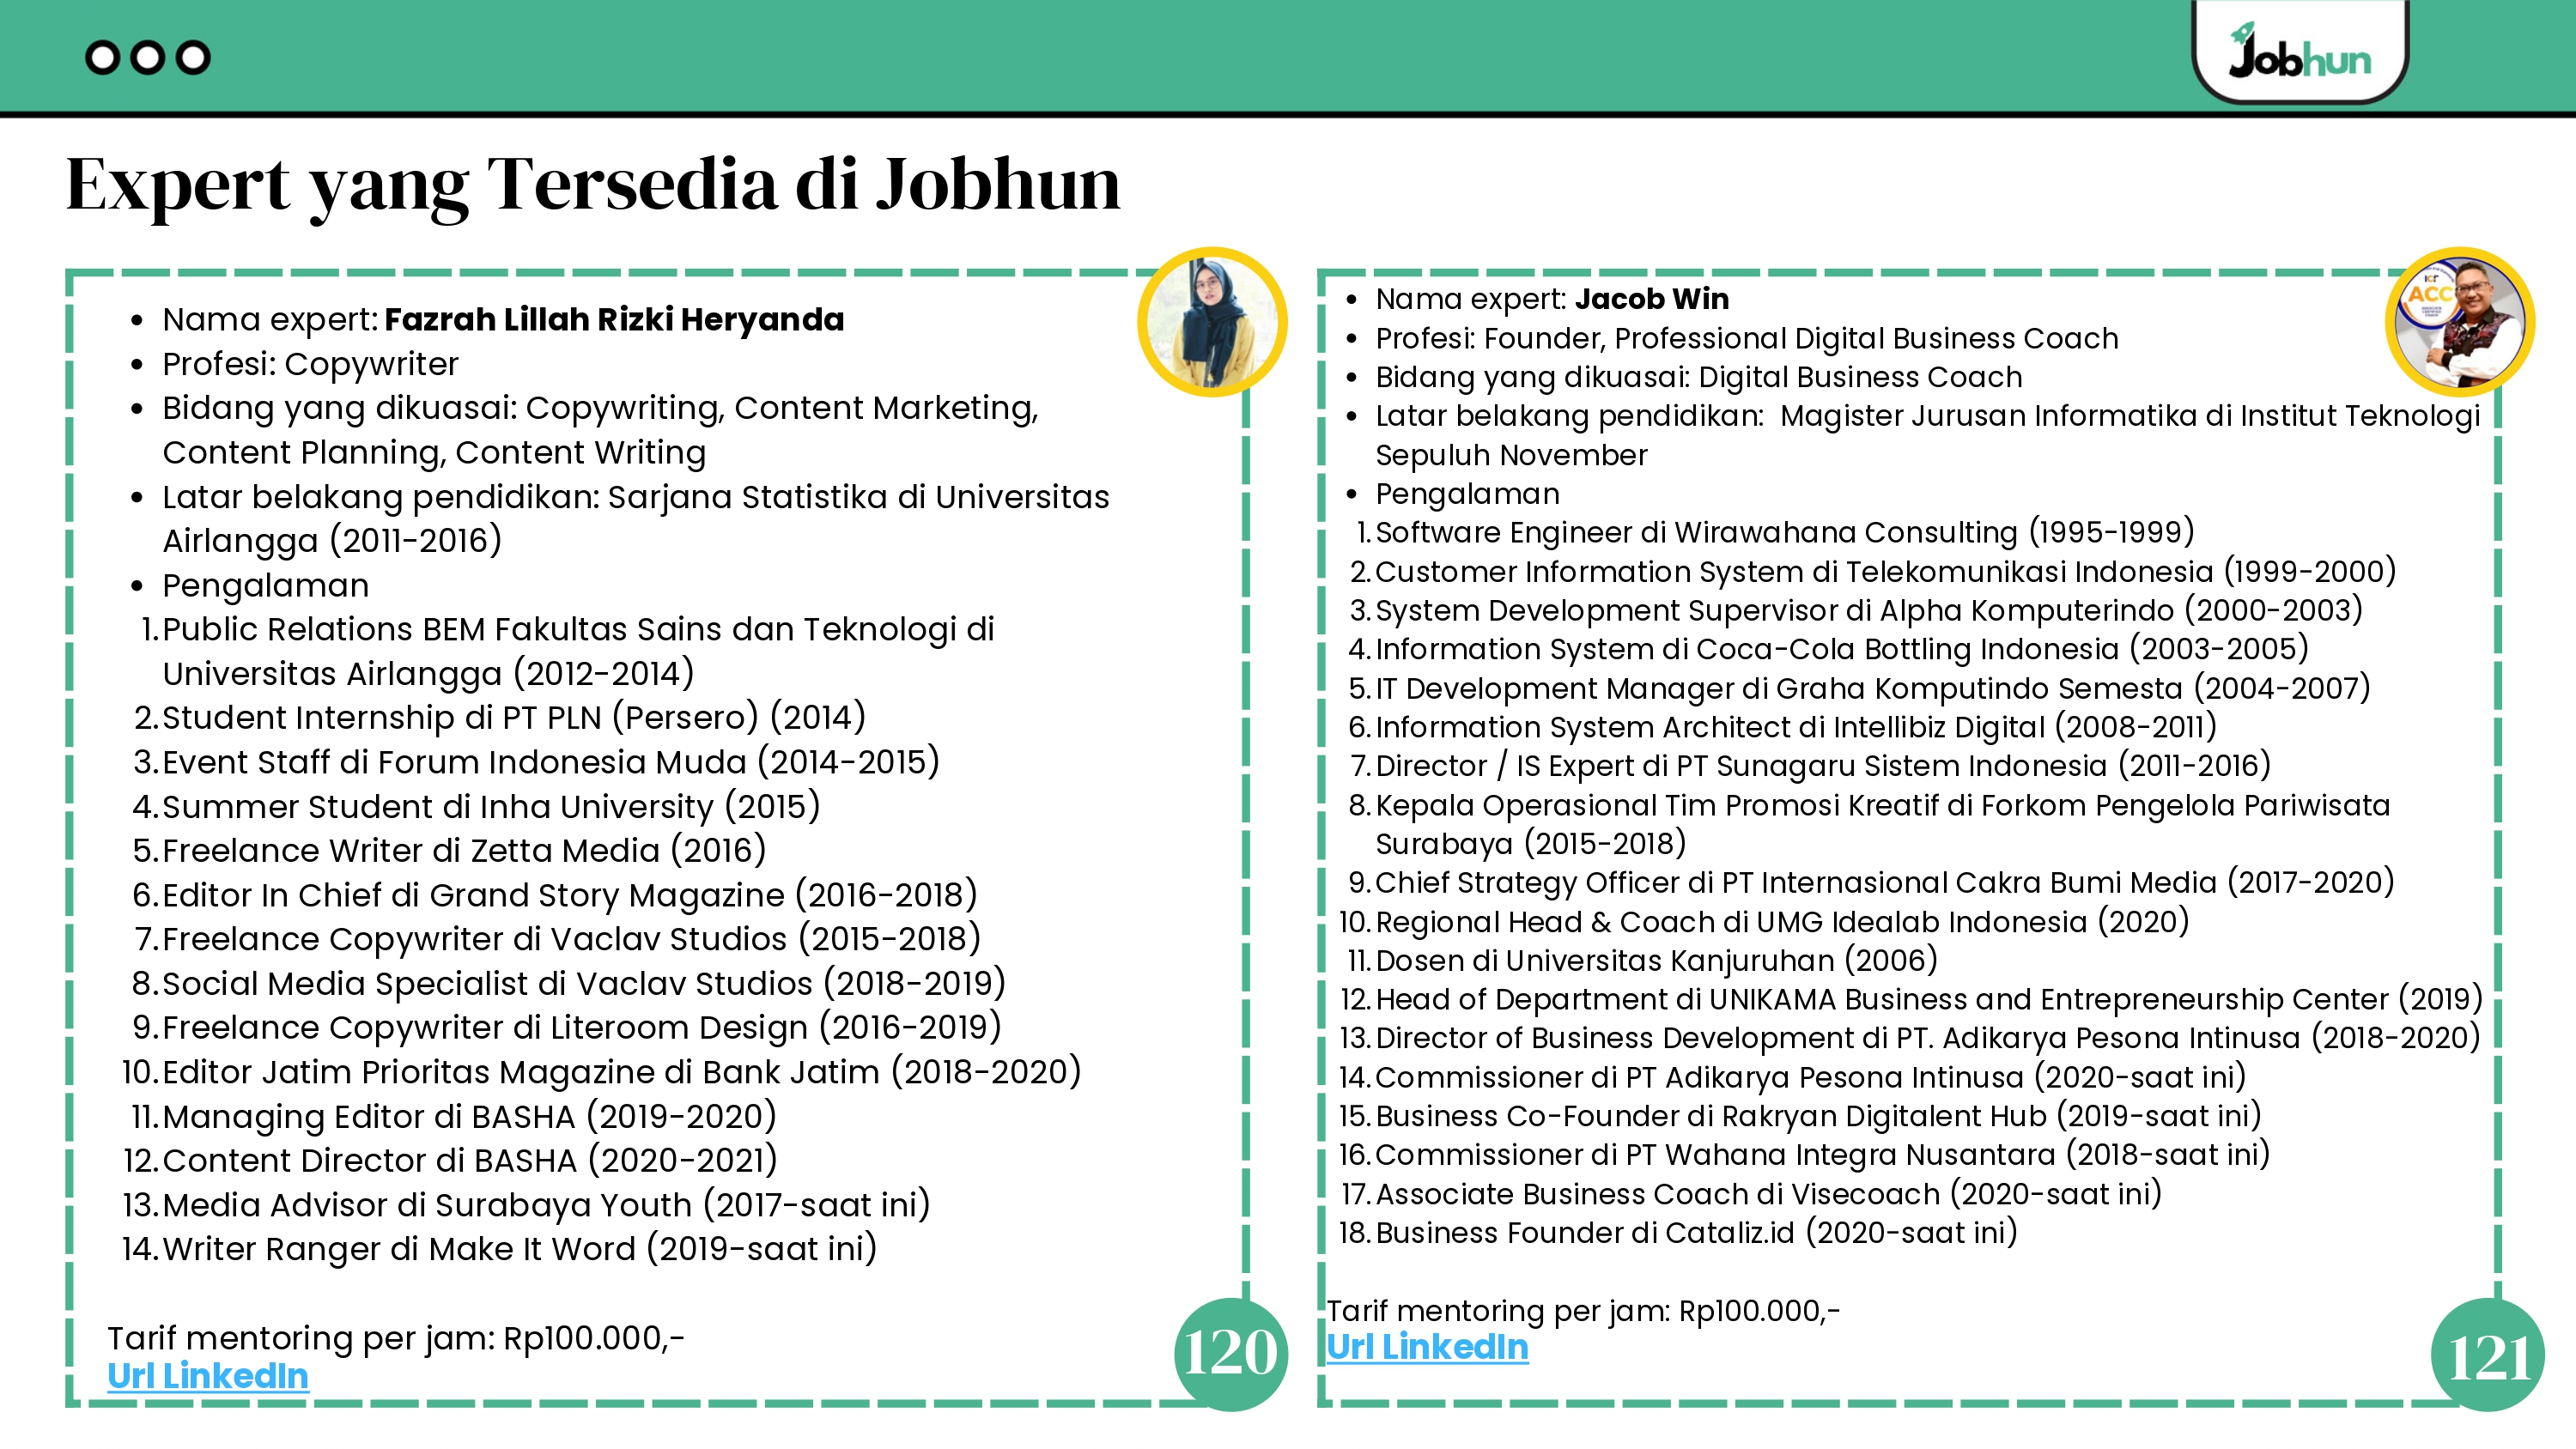 Jobhun
Expert yang Tersedia di Jobhun
Nama expert: Fazrah Lillah Rizki Heryanda
Profesi: Copywriter
Bidang yang dikuasai: Copywriting, Content Marketing,
Content Planning, Content Writing
Latar belakang pendidikan: Sarjana Statistika di Universitas
Airlangga (2011-2016)
Pengalaman
1. Public Relations BEM Fakultas Sains dan Teknologi di
Universitas Airlangga (2012-2014)
2. Student Internship di PT PLN (Persero) (2014)
3. Event Staff di Forum Indonesia Muda (2014-2015)
4. Summer Student di Inha University (2015)
5. Freelance Writer di Zetta Media (2016)
6. Editor In Chief di Grand Story Magazine (2016-2018)
7. Freelance Copywriter di Vaclav Studios (2015-2018)
8. Social Media Specialist di Vaclav Studios (2018-2019)
9. Freelance Copywriter di Literoom Design (2016-2019)
10. Editor Jatim Prioritas Magazine di Bank Jatim (2018-2020)
11. Managing Editor di BASHA (2019-2020)
12. Content Director di BASHA (2020-2021)
13. Media Advisor di Surabaya Youth (2017-saat ini)
14. Writer Ranger di Make It Word (2019-saat ini)
Tarif mentoring per jam: Rp100.000,-
Url LinkedIn
120
ACC
Nama expert: Jacob Win
Profesi: Founder, Professional Digital Business Coach
Bidang yang dikuasai: Digital Business Coach
Latar belakang pendidikan: Magister Jurusan Informatika di Institut Teknologi
Sepuluh November
Pengalaman
1. Software Engineer di Wirawahana Consulting (1995-1999)
2. Customer Information System di Telekomunikasi Indonesia (1999-2000)
3. System Development Supervisor di Alpha Komputerindo (2000-2003)
4. Information System di Coca-Cola Bottling Indonesia (2003-2005)
5. IT Development Manager di Graha Komputindo Semesta (2004-2007)
6. Information System Architect di Intellibiz Digital (2008-2011)
7. Director / IS Expert di PT Sunagaru Sistem Indonesia (2011-2016)
8. Kepala Operasional Tim Promosi Kreatif di Forkom Pengelola Pariwisata
Surabaya (2015-2018)
9. Chief Strategy Officer di PT Internasional Cakra Bumi Media (2017-2020)
10. Regional Head & Coach di UMG Idealab Indonesia (2020)
11. Dosen di Universitas Kanjuruhan (2006)
12. Head of Department di UNIKAMA Business and Entrepreneurship Center (2019)
13. Director of Business Development di PT. Adikarya Pesona Intinusa (2018-2020)
14. Commissioner di PT Adikarya Pesona Intinusa (2020-saat ini)
15. Business Co-Founder di Rakryan Digitalent Hub (2019-saat ini)
16. Commissioner di PT Wahana Integra Nusantara (2018-saat ini)
17. Associate Business Coach di Visecoach (2020-saat ini)
18. Business Founder di Cataliz.id (2020-saat ini)
Tarif mentoring per jam: Rp100.000,-
Url LinkedIn
121